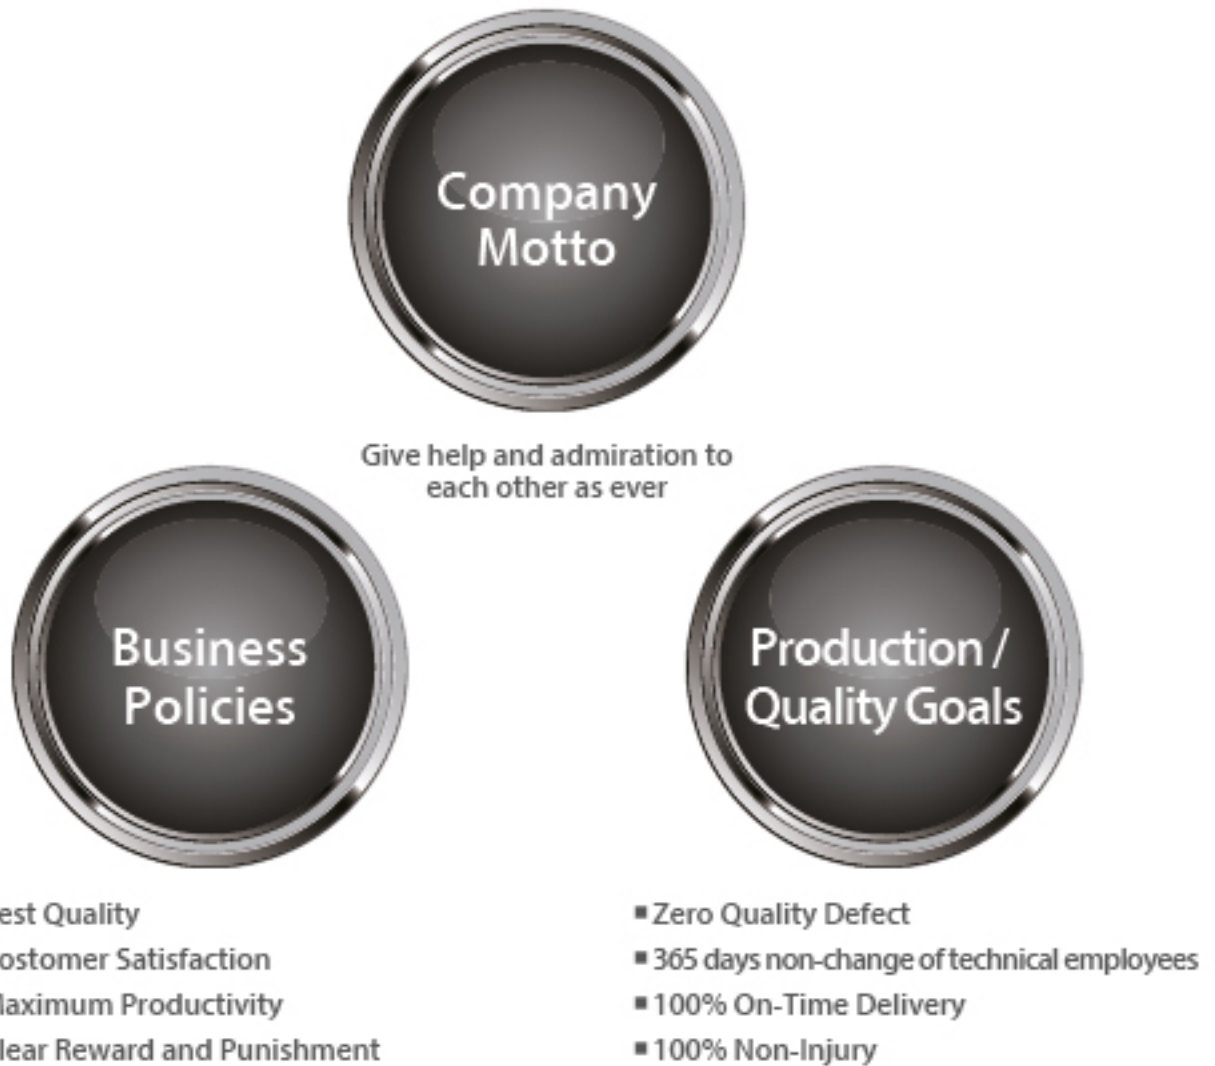 Company
Motto
Give help and admiration to
each other as ever
Business
Policies
est Quality
ostomer Satisfaction
Maximum Productivity
lear Reward and Punishment
Production /
Quality Goals
▪ Zero Quality Defect
▪ 365 days non-change of technical employees
▪ 100% On-Time Delivery
▪ 100% Non-Injury